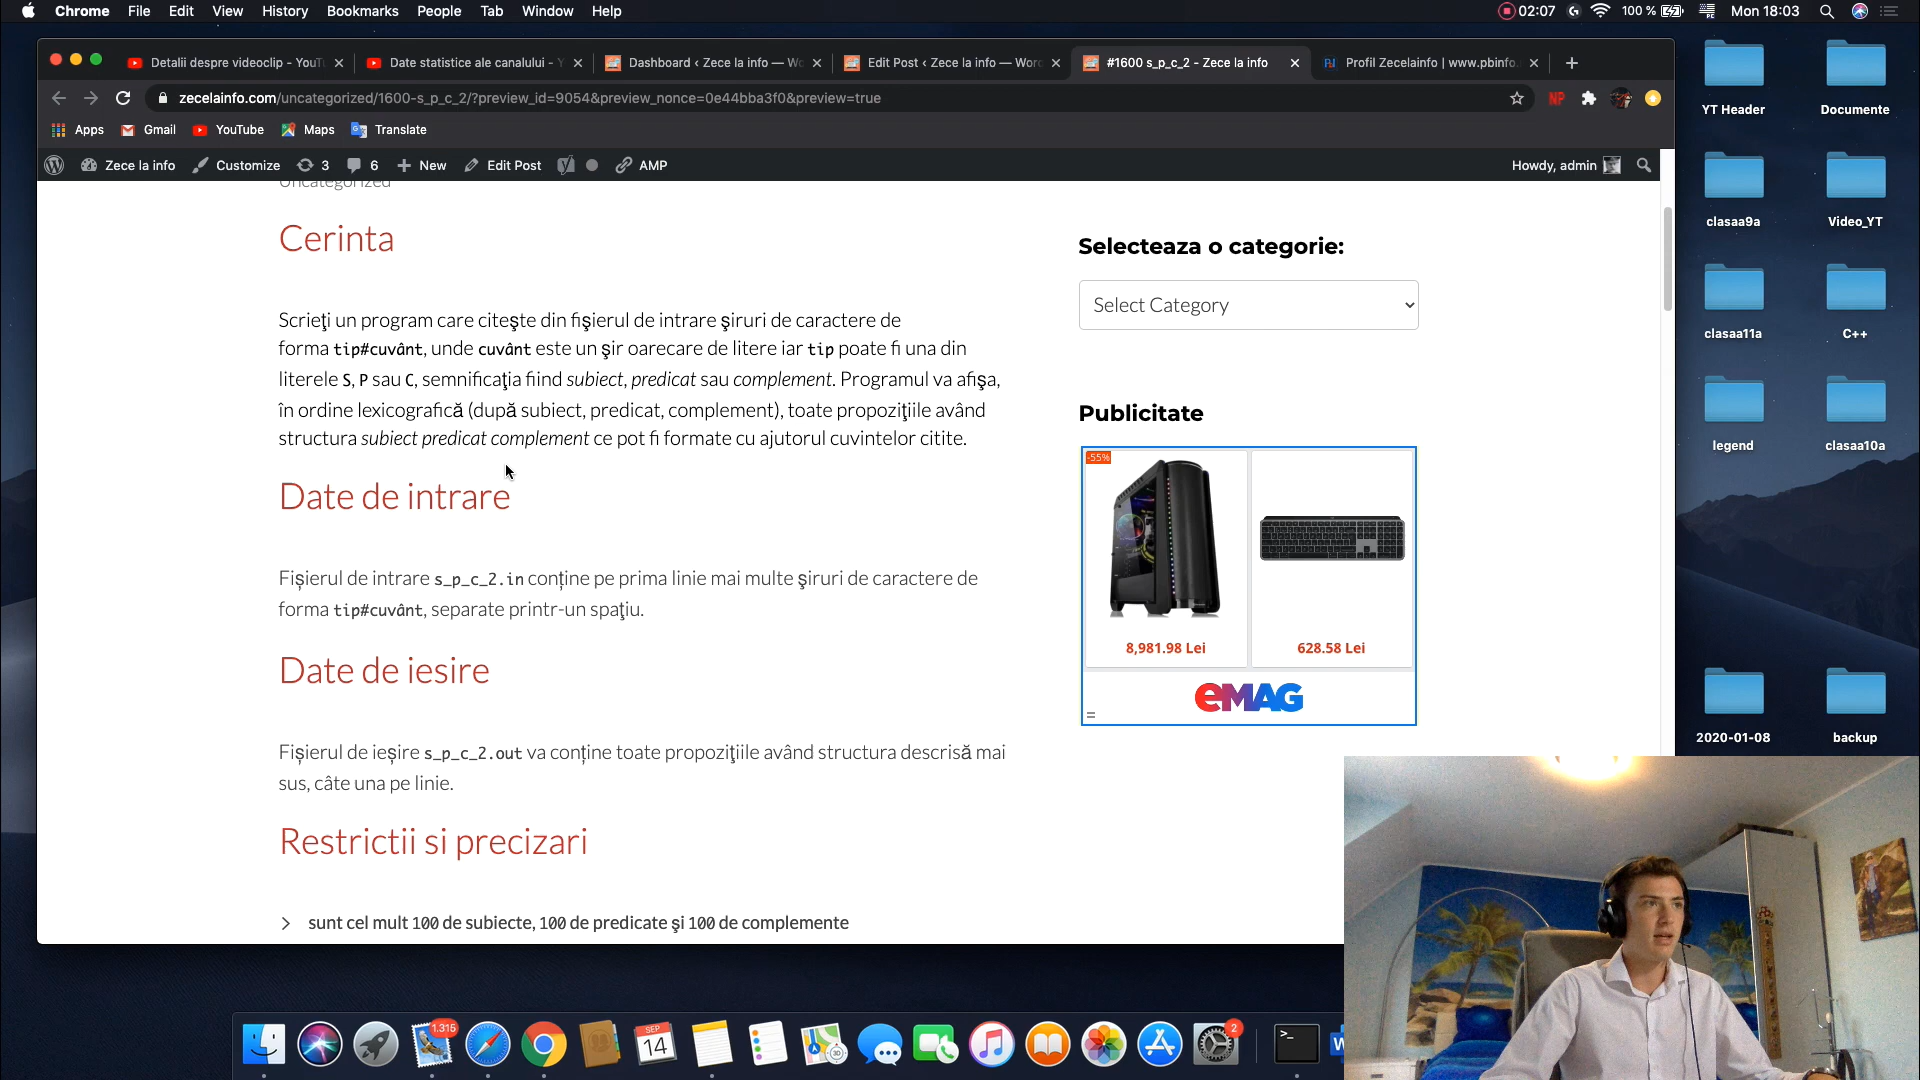 Chrome File Edit View History Bookmarks People Tab Window Help
02:07 100 % Mon 18:03
Detalii despre videoclip - YouTu
Date statistice ale canalului - Y
Dashboard ‹ Zece la info — Wo
Edit Post ‹ Zece la info — Word
#1600 s_p_c_2 - Zece la info
Profil Zecelainfo | www.pbinfo.
zecelainfo.com/uncategorized/1600-s_p_c_2/?preview_id=9054&preview_nonce=0e44bba3f0&preview=true
NP
Apps Gmail YouTube Maps Translate
Zece la info Customize 3 6 New Edit Post AMP
Howdy, admin
Uncategorized
Cerinta
Scrieţi un program care citeşte din fişierul de intrare şiruri de caractere de
forma tip#cuvânt, unde cuvânt este un şir oarecare de litere iar tip poate fi una din
literele S, P sau C, semnificaţia fiind subiect, predicat sau complement. Programul va afişa,
în ordine lexicografică (după subiect, predicat, complement), toate propoziţiile având
structura subiect predicat complement ce pot fi formate cu ajutorul cuvintelor citite.
Date de intrare
Fișierul de intrare s_p_c_2.in conține pe prima linie mai multe şiruri de caractere de
forma tip#cuvânt, separate printr-un spaţiu.
Date de iesire
Fișierul de ieșire s_p_c_2.out va conține toate propoziţiile având structura descrisă mai
sus, câte una pe linie.
Restrictii si precizari
sunt cel mult 100 de subiecte, 100 de predicate şi 100 de complemente
Selecteaza o categorie:
Select Category
Publicitate
-55%
8,981.98 Lei
628.58 Lei
eMAG
YT Header
Documente
clasaa9a
Video_YT
clasaa11a
C++
legend
clasaa10a
2020-01-08
backup
1.315
SEP
14
2